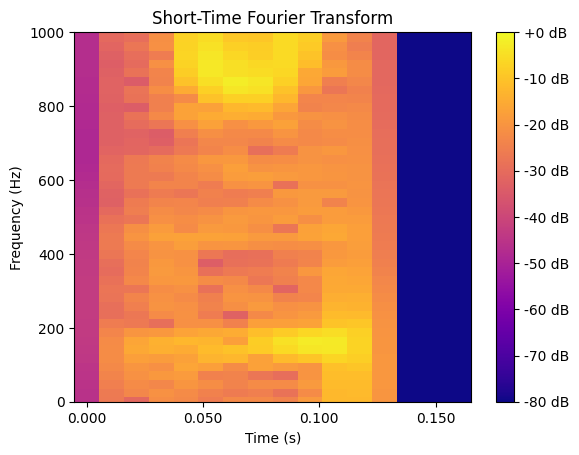 Short-Time Fourier Transform
1000
800
600
400
200
0
Frequency (Hz)
0.000
0.050
0.100
0.150
Time (s)
+0 dB
-10 dB
-20 dB
-30 dB
-40 dB
-50 dB
-60 dB
-70 dB
-80 dB